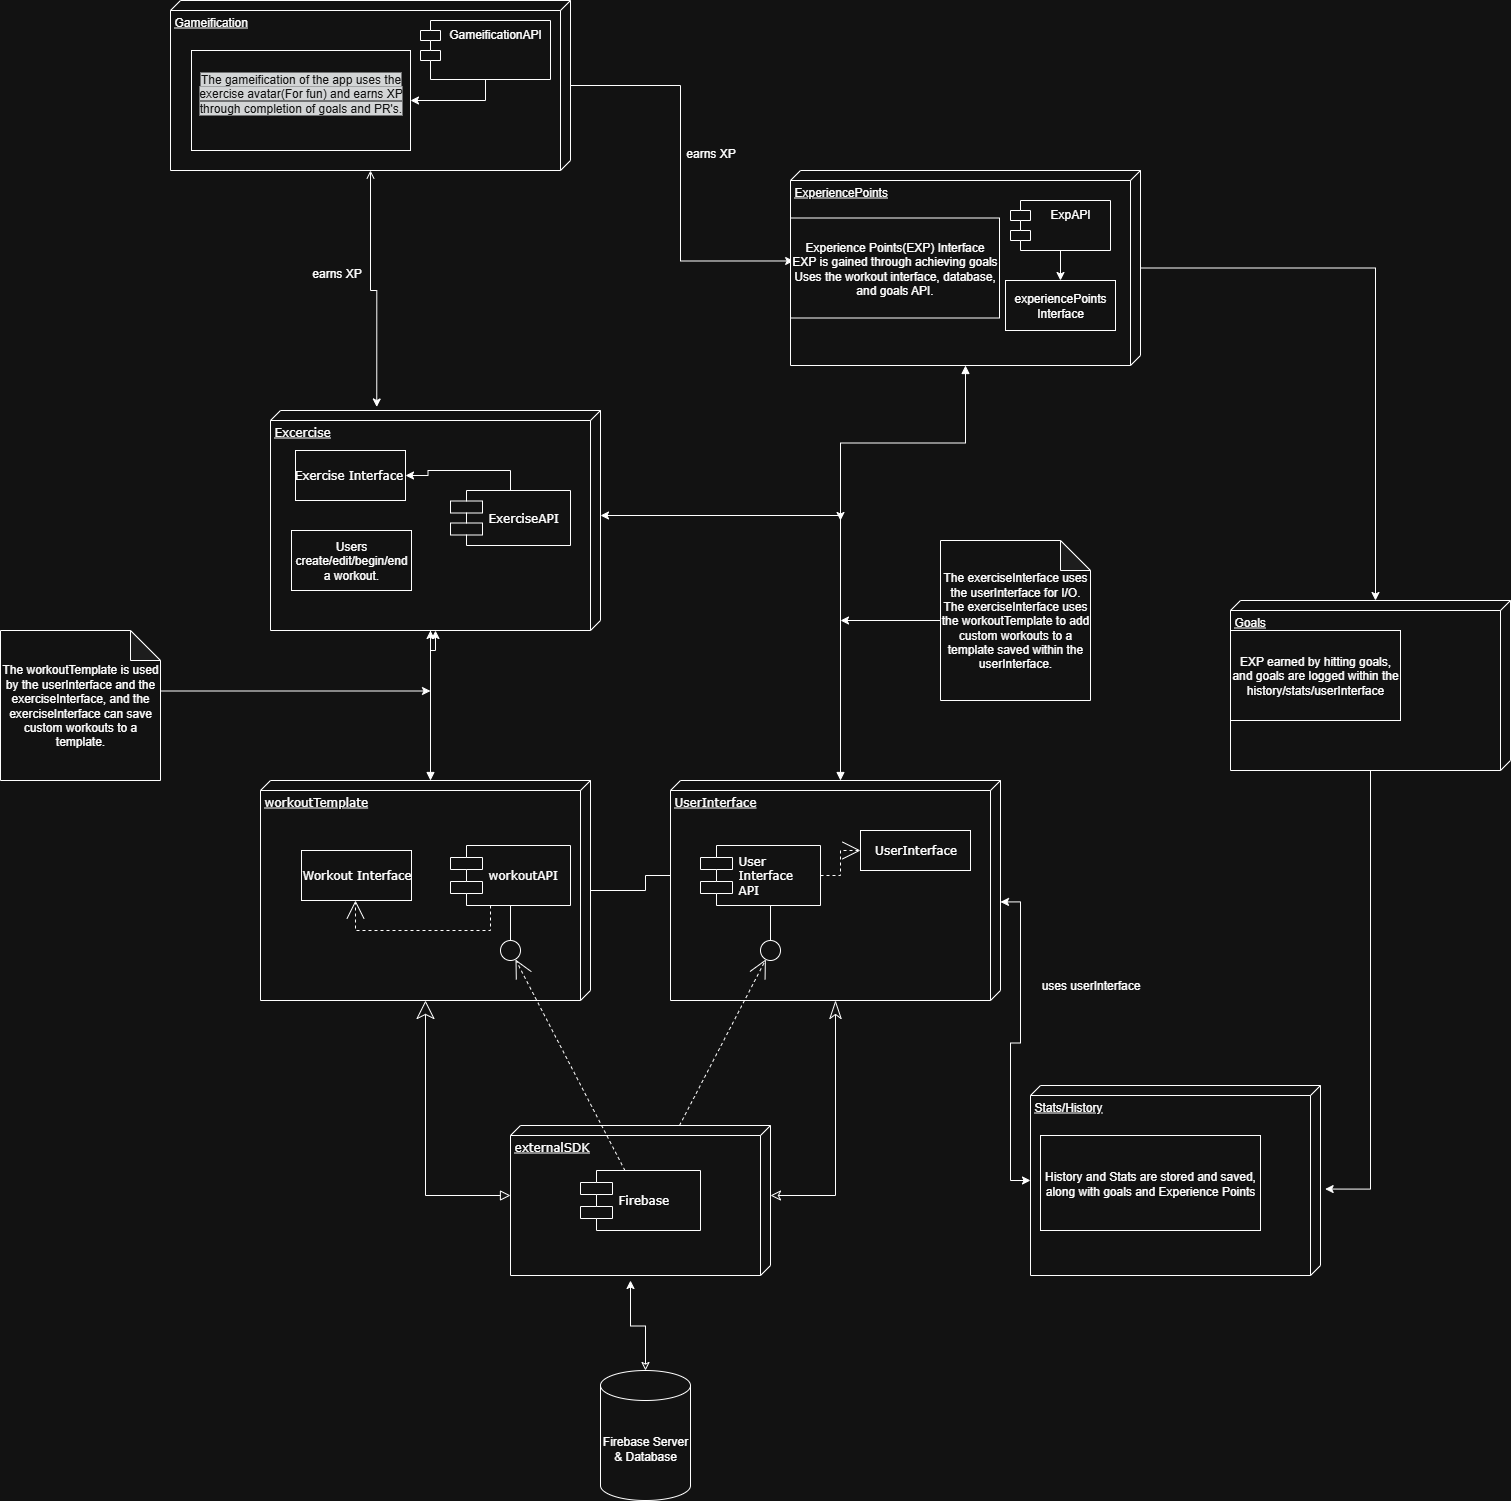 Gameification
GameificationAPI
The gameification of the app uses the
exercise avatar(For fun) and earns XP
through completion of goals and PR's.
earns XP
ExperiencePoints
ExpAPI
Experience Points(EXP) Interface
EXP is gained through achieving goals
Uses the workout interface, database,
and goals API.
experiencePoints
Interface
earns XP
Excercise
Exercise Interface
ExerciseAPI
Users
create/edit/begin/end
a workout.
The exerciseInterface uses
the userInterface for I/O.
The exerciseInterface uses
the workoutTemplate to add
custom workouts to a
template saved within the
userInterface.
Goals
EXP earned by hitting goals,
and goals are logged within the
history/stats/userInterface
The workoutTemplate is used
by the userInterface and the
exerciseInterface, and the
exerciseInterface can save
custom workouts to a
template.
workoutTemplate
Workout Interface
workoutAPI
UserInterface
User
Interface
API
UserInterface
uses userInterface
Stats/History
History and Stats are stored and saved,
along with goals and Experience Points
externalSDK
Firebase
Firebase Server
& Database